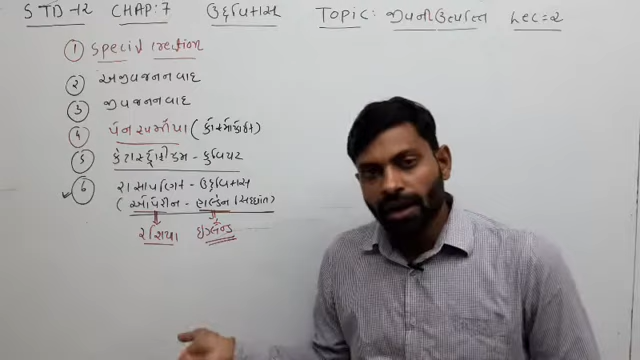 STD-12 CHAP:7 ઉદ્દવિકાસ Topic: જીવની ઉત્પત્તિ Lec=2
① Special creation
② અજીવજનનવાદ
③ જીવજનનવાદ
④ પેનસ્પર્મીયા (કોસ્મોઝોઈક)
⑤ કેટાસ્ટ્રોફીઝમ - કુવિયર
⑥ રાસાયણિક - ઉદ્દવિકાસ
(ઓપેરીન - હાલ્ડેન સિદ્ધાંત)
રશિયા ઇંગ્લેન્ડ